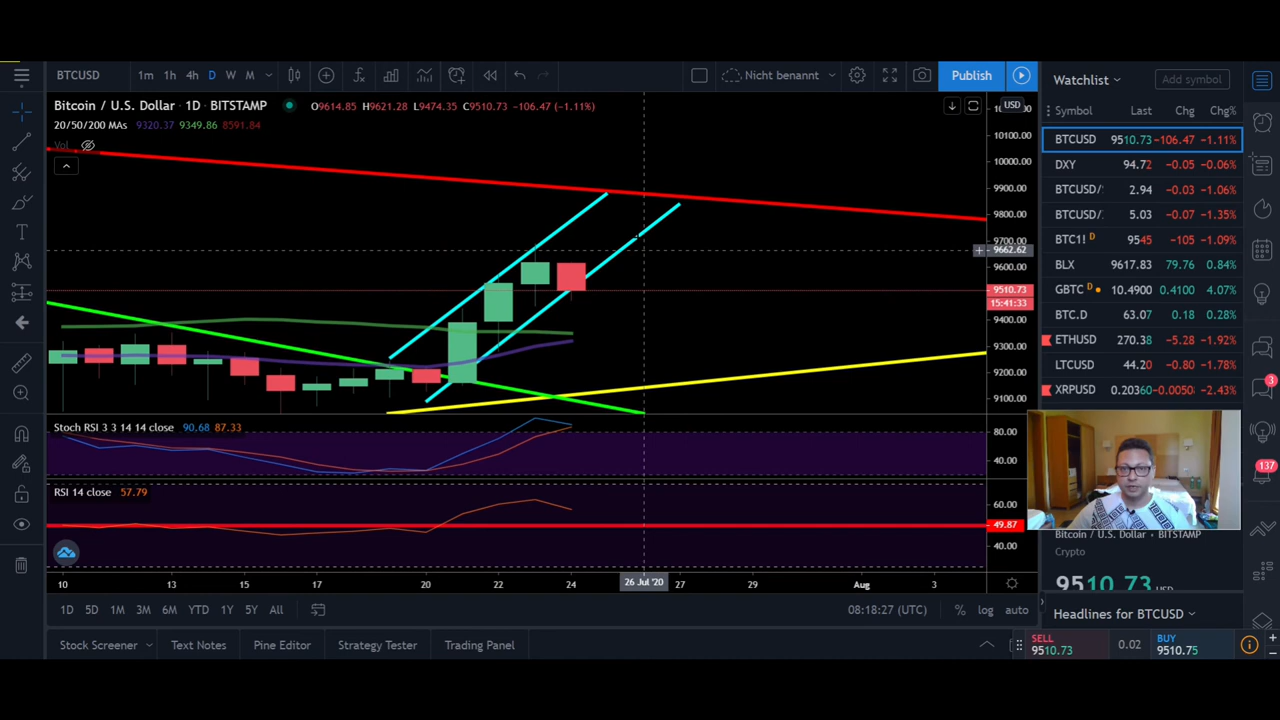 BTCUSD 1m 1h 4h D W M Nicht benannt Publish
Bitcoin / U.S. Dollar · 1D · BITSTAMP O9614.85 H9621.28 L9474.35 C9510.73 −106.47 (−1.11%)
20/50/200 MAs 9320.37 9349.86 8591.84
Vol
USD
10100.00
10000.00
9900.00
9800.00
9700.00
9662.62
9600.00
9510.73
15:41:33
9400.00
9300.00
9200.00
9100.00
Stoch RSI 3 3 14 14 close 90.68 87.33
80.00
40.00
RSI 14 close 57.79
60.00
49.87
40.00
10 13 15 17 20 22 24 26 Jul '20 27 29 Aug 3
1D 5D 1M 3M 6M YTD 1Y 5Y All 08:18:27 (UTC) % log auto
Stock Screener Text Notes Pine Editor Strategy Tester Trading Panel
Watchlist Add symbol
Symbol Last Chg Chg%
BTCUSD 9510.73 −106.47 −1.11%
DXY 94.72 −0.05 −0.06%
BTCUSD/ 2.94 −0.03 −1.06%
BTCUSD/ 5.03 −0.07 −1.35%
BTC1! D 9545 −105 −1.09%
BLX 9617.83 79.76 0.84%
GBTC D 10.4900 0.4100 4.07%
BTC.D 63.07 0.18 0.28%
ETHUSD 270.38 −5.28 −1.92%
LTCUSD 44.20 −0.80 −1.78%
XRPUSD 0.20360 −0.0050 −2.43%
Bitcoin / U.S. Dollar · BITSTAMP
Crypto
9510.73 USD
Headlines for BTCUSD
SELL
9510.73
0.02
BUY
9510.75
3
137